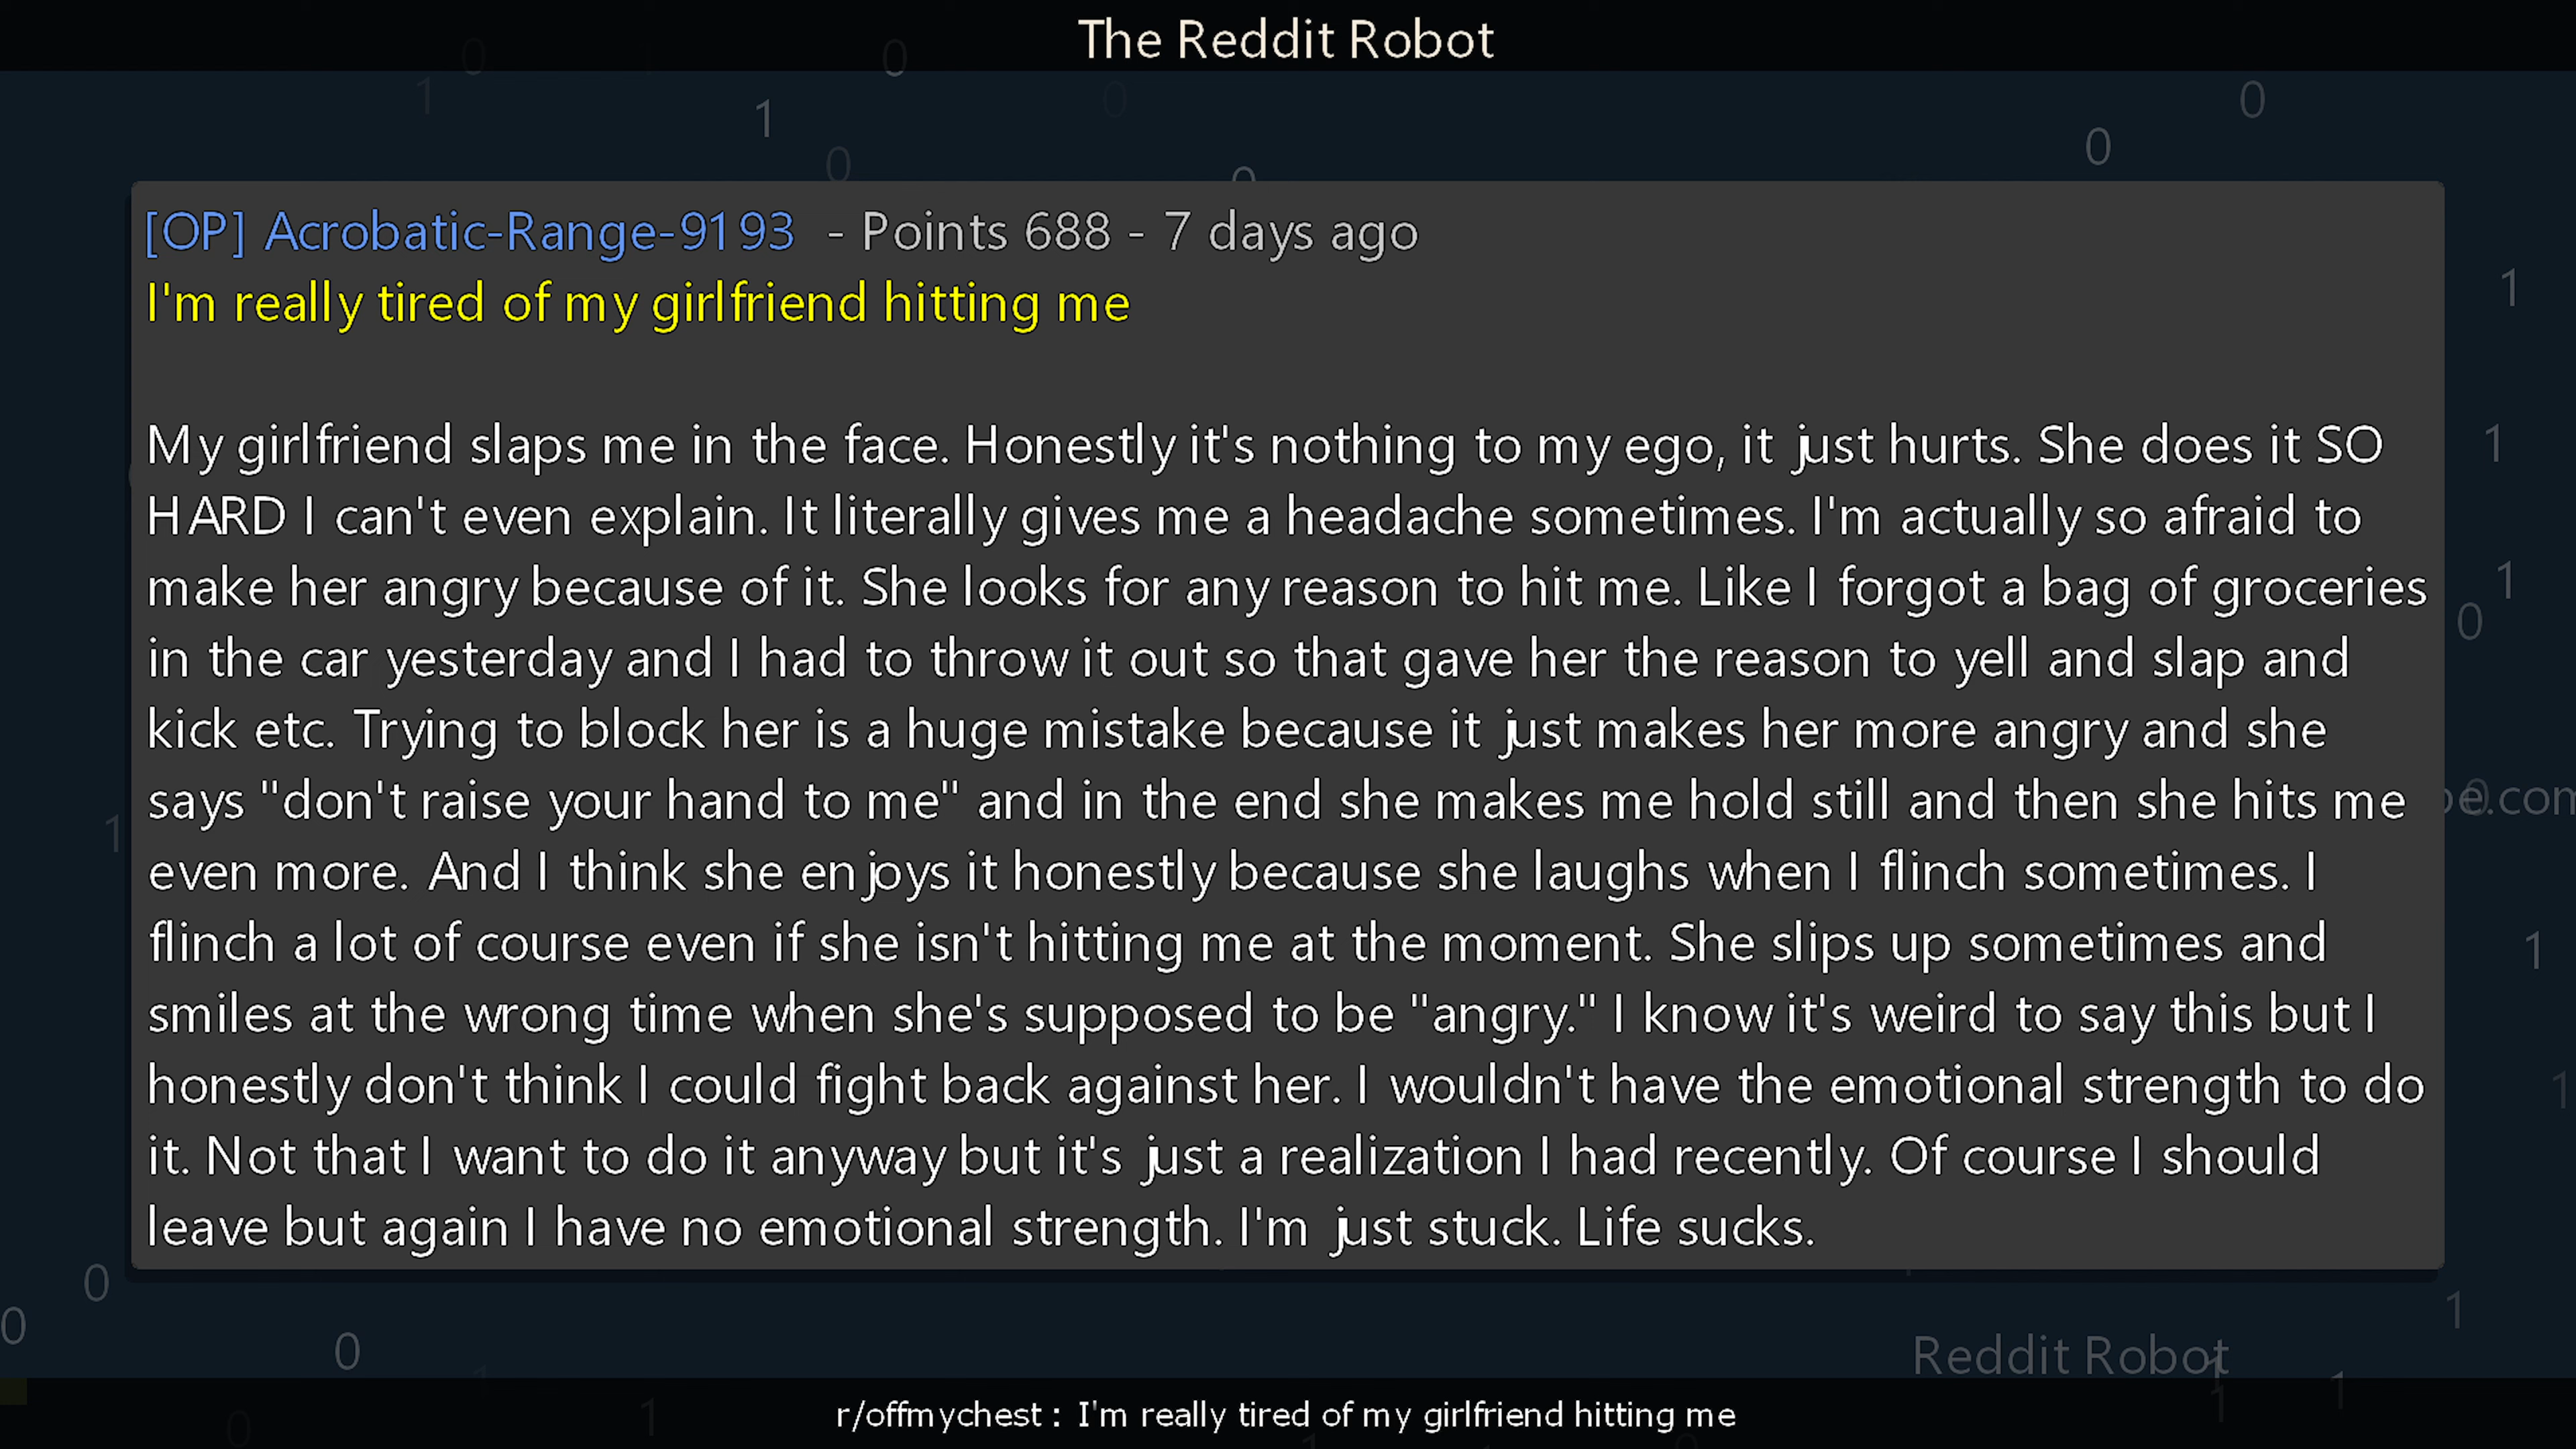 The Reddit Robot
[OP] Acrobatic-Range-9193 - Points 688 - 7 days ago
I'm really tired of my girlfriend hitting me
My girlfriend slaps me in the face. Honestly it's nothing to my ego, it just hurts. She does it SO
HARD I can't even explain. It literally gives me a headache sometimes. I'm actually so afraid to
make her angry because of it. She looks for any reason to hit me. Like I forgot a bag of groceries
in the car yesterday and I had to throw it out so that gave her the reason to yell and slap and
kick etc. Trying to block her is a huge mistake because it just makes her more angry and she
says "don't raise your hand to me" and in the end she makes me hold still and then she hits me
even more. And I think she enjoys it honestly because she laughs when I flinch sometimes. I
flinch a lot of course even if she isn't hitting me at the moment. She slips up sometimes and
smiles at the wrong time when she's supposed to be "angry." I know it's weird to say this but I
honestly don't think I could fight back against her. I wouldn't have the emotional strength to do
it. Not that I want to do it anyway but it's just a realization I had recently. Of course I should
leave but again I have no emotional strength. I'm just stuck. Life sucks.
Reddit Robot
r/offmychest : I'm really tired of my girlfriend hitting me